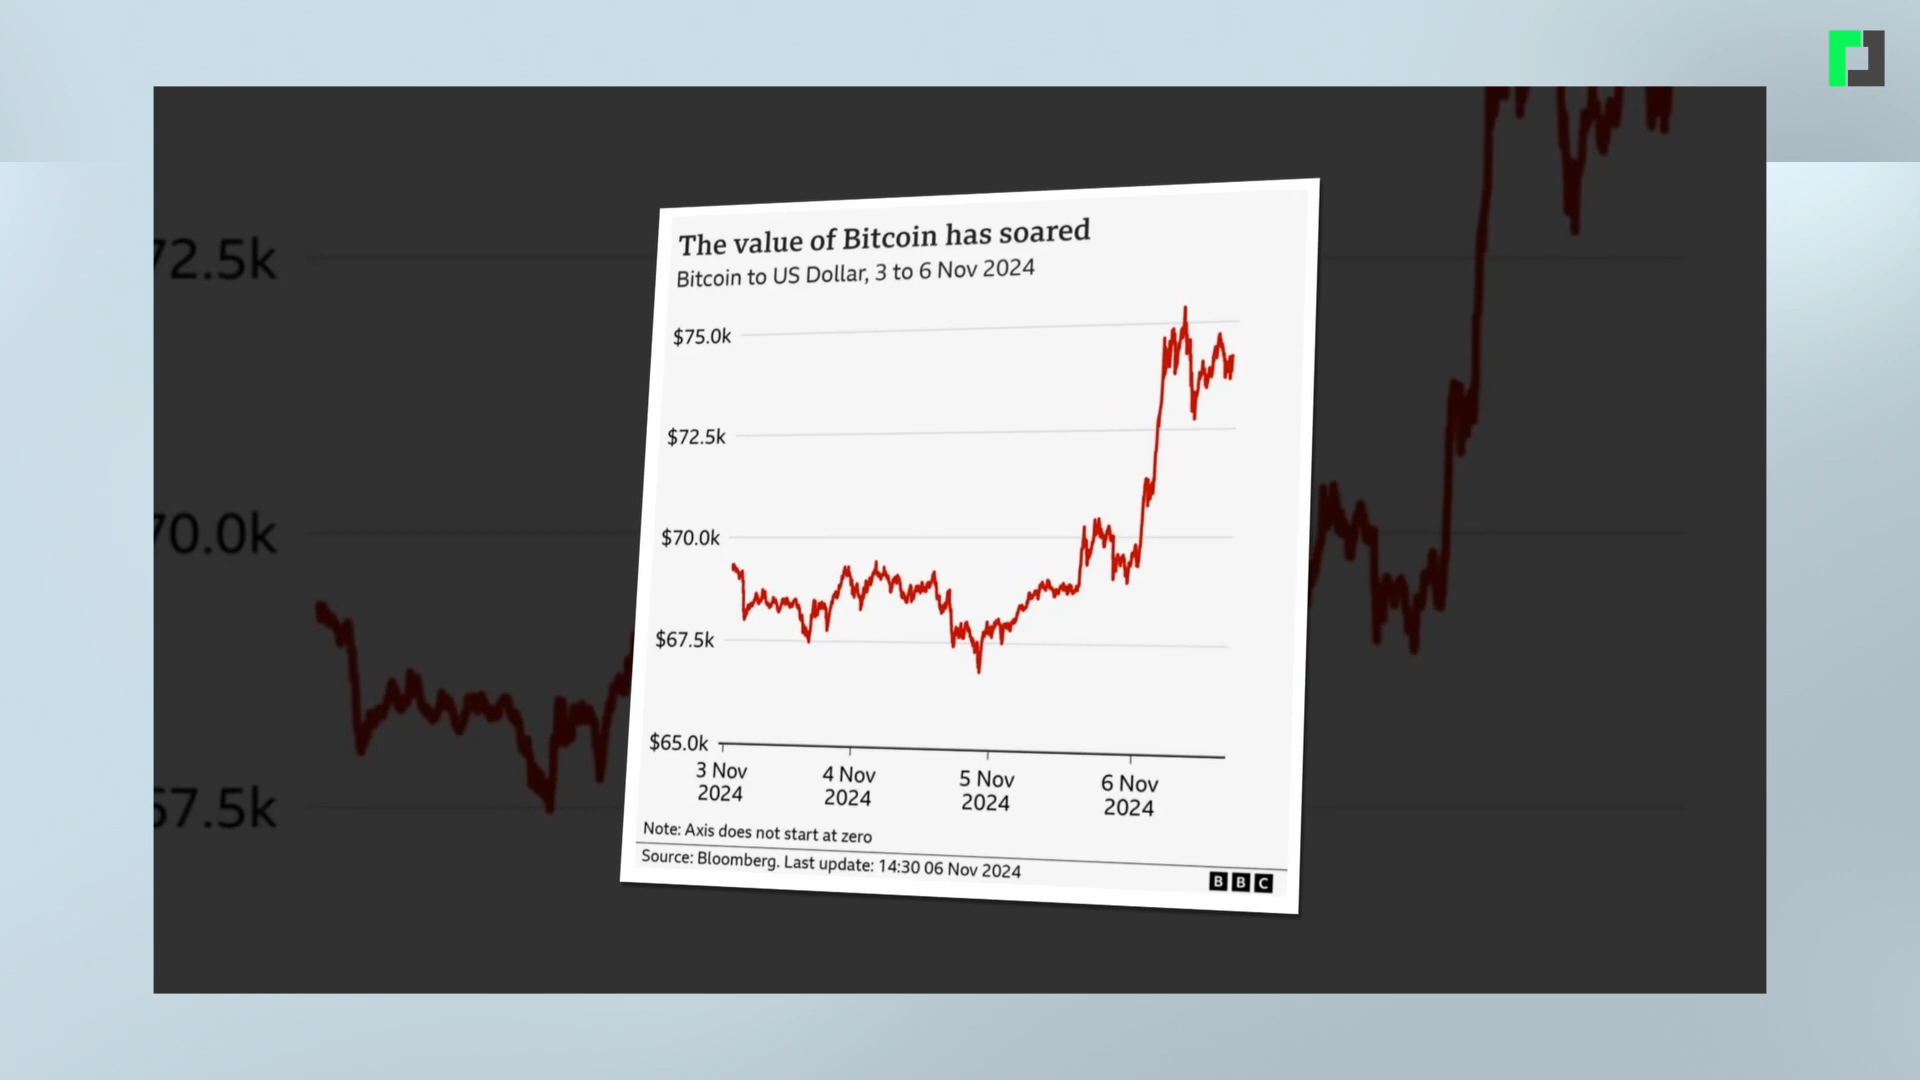 The value of Bitcoin has soared
Bitcoin to US Dollar, 3 to 6 Nov 2024
$75.0k
$72.5k
$70.0k
$67.5k
$65.0k
3 Nov
2024
4 Nov
2024
5 Nov
2024
6 Nov
2024
Note: Axis does not start at zero
Source: Bloomberg. Last update: 14:30 06 Nov 2024
BBC
72.5k
70.0k
67.5k